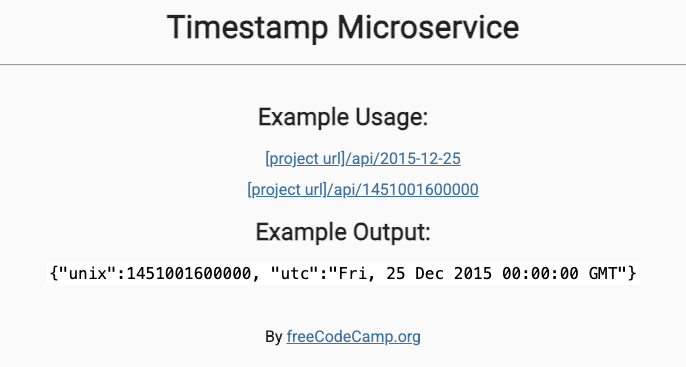 Timestamp Microservice
Example Usage:
[project url]/api/2015-12-25
[project url]/api/1451001600000
Example Output:
{"unix":1451001600000, "utc":"Fri, 25 Dec 2015 00:00:00 GMT"}
By freeCodeCamp.org